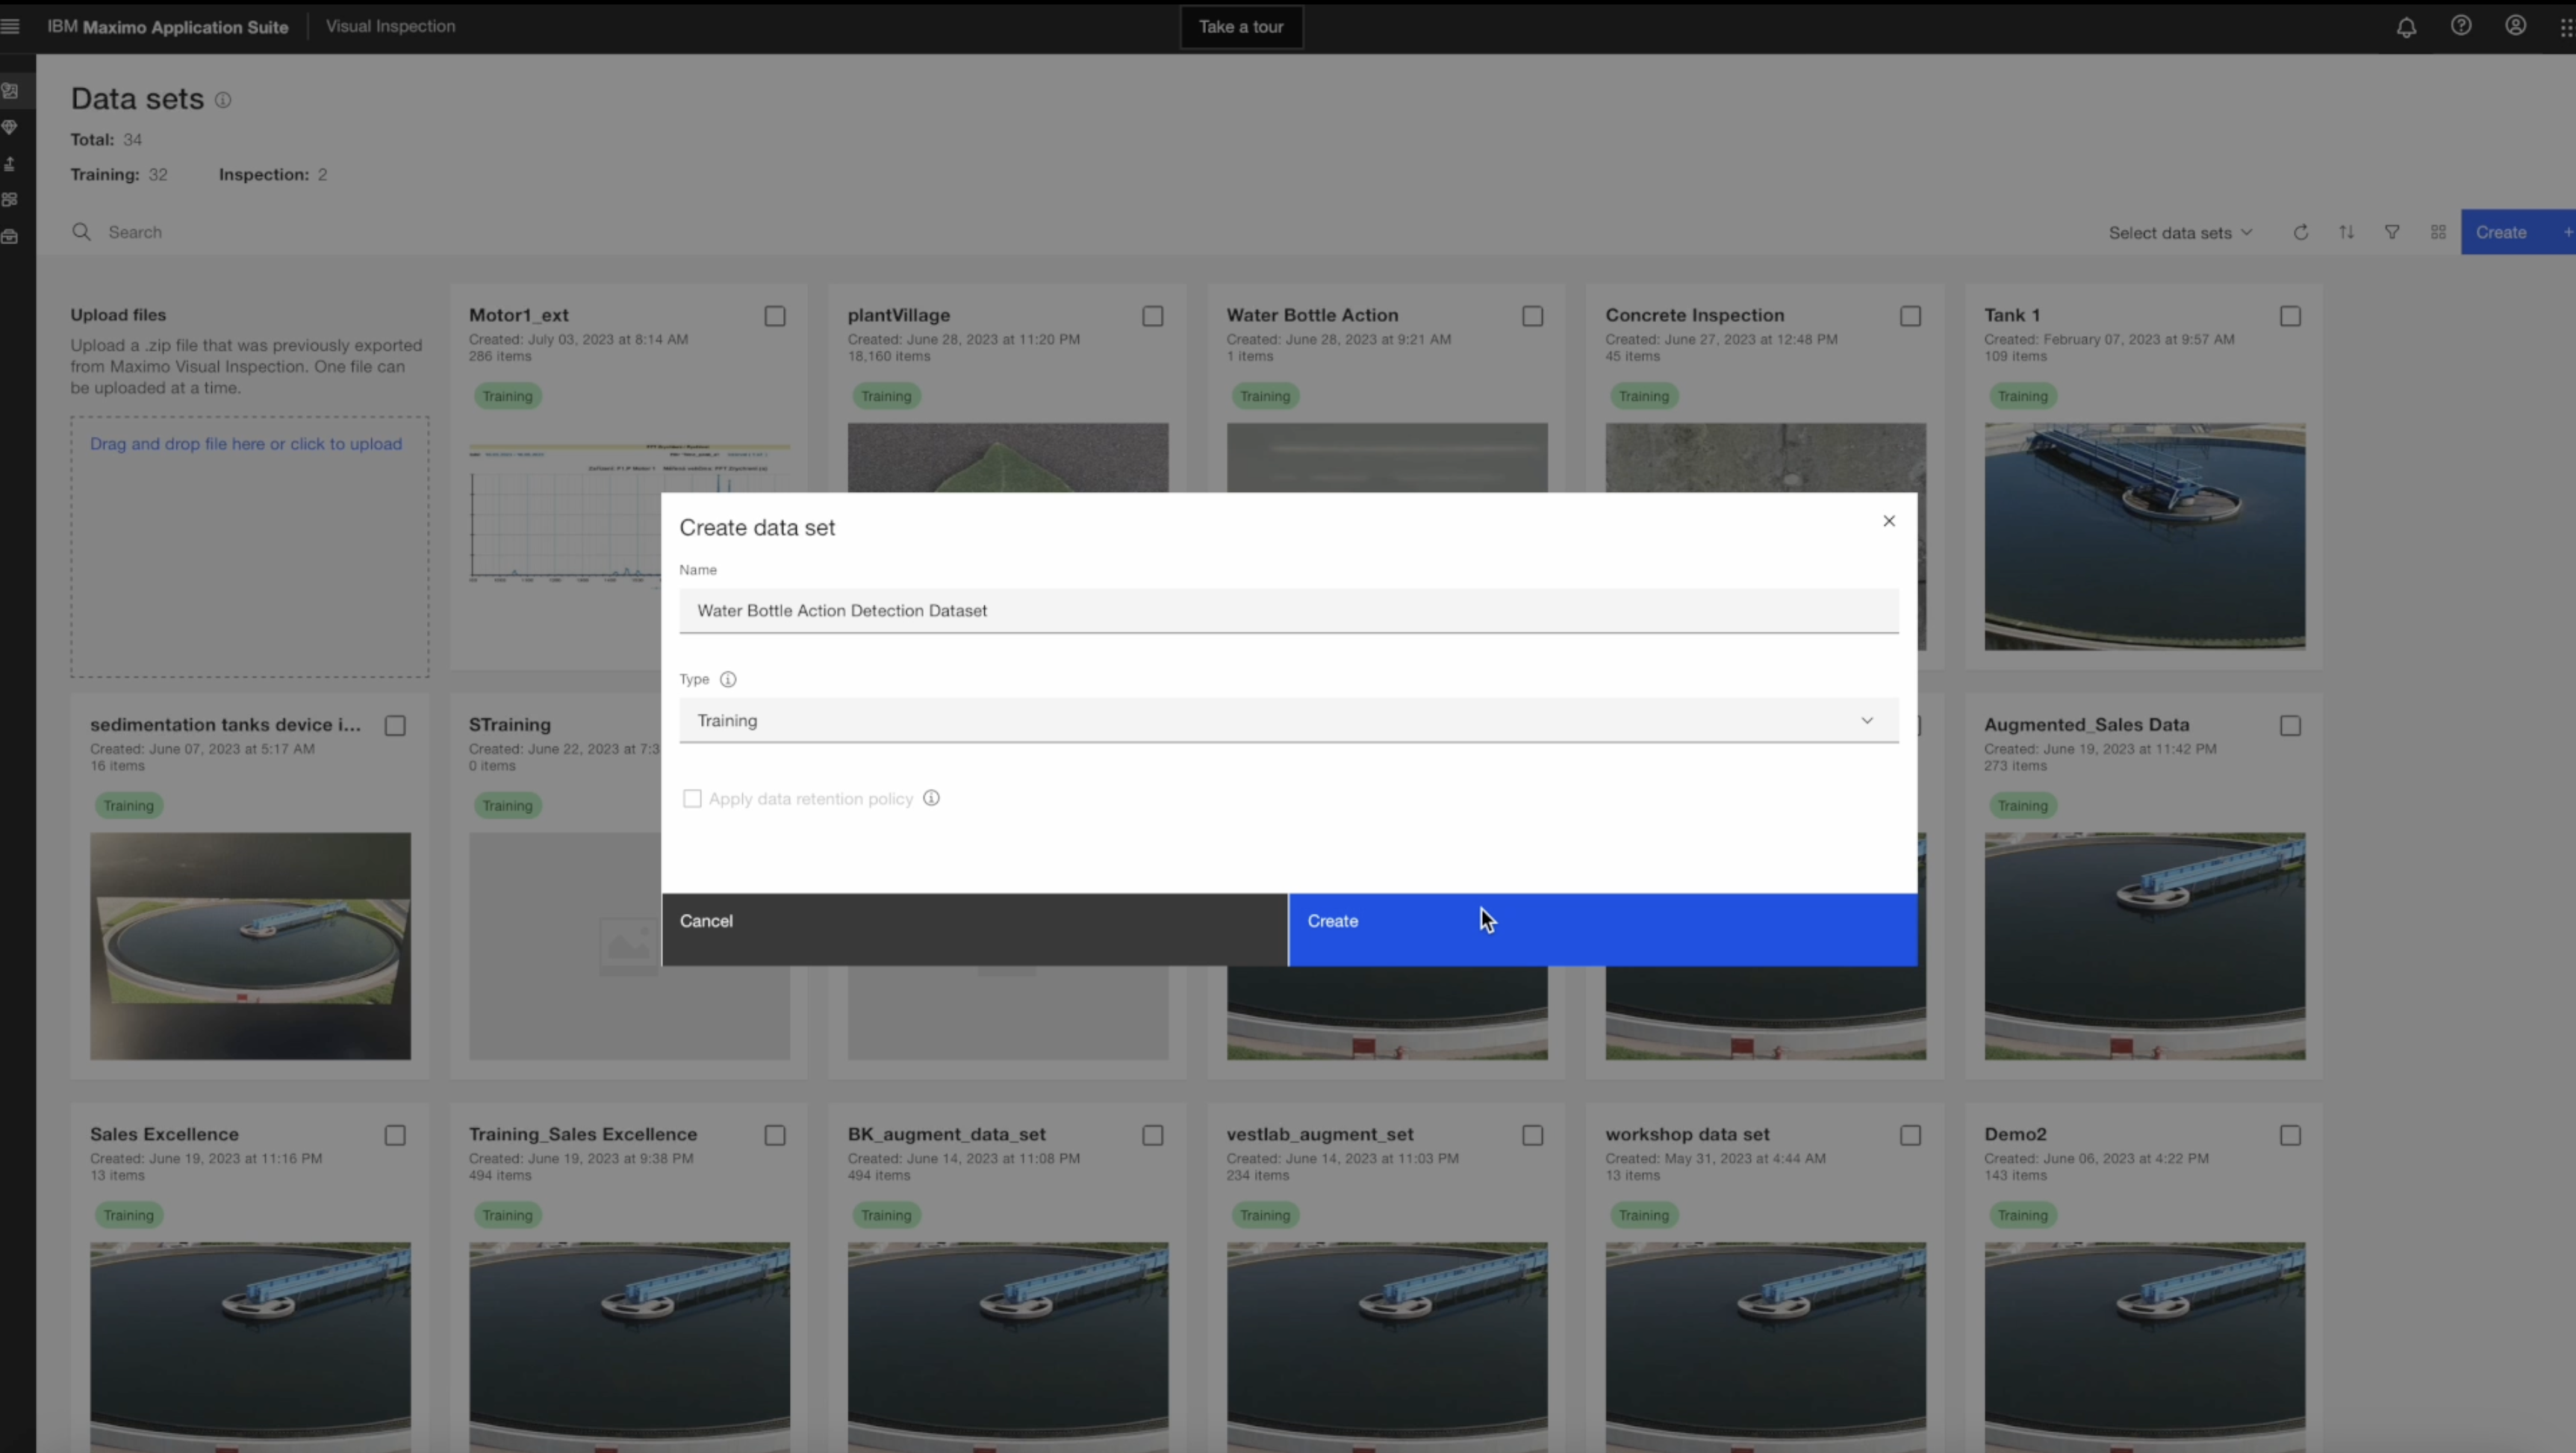 IBM Maximo Application Suite
Visual Inspection
Take a tour
Data sets
Total: 34
Training: 32 Inspection: 2
Search
Select data sets
Create +
Upload files
Upload a .zip file that was previously exported
from Maximo Visual Inspection. One file can
be uploaded at a time.
Drag and drop file here or click to upload
Motor1_ext
Created: July 03, 2023 at 8:14 AM
286 items
Training
plantVillage
Created: June 28, 2023 at 11:20 PM
18,160 items
Training
Water Bottle Action
Created: June 28, 2023 at 9:21 AM
1 items
Training
Concrete Inspection
Created: June 27, 2023 at 12:48 PM
45 items
Training
Tank 1
Created: February 07, 2023 at 9:57 AM
109 items
Training
Create data set
Name
Water Bottle Action Detection Dataset
Type
Training
Apply data retention policy
Cancel
Create
sedimentation tanks device i...
Created: June 07, 2023 at 5:17 AM
16 items
Training
STraining
Created: June 22, 2023 at 7:3
0 items
Training
Augmented_Sales Data
Created: June 19, 2023 at 11:42 PM
273 items
Training
Sales Excellence
Created: June 19, 2023 at 11:16 PM
13 items
Training
Training_Sales Excellence
Created: June 19, 2023 at 9:38 PM
494 items
Training
BK_augment_data_set
Created: June 14, 2023 at 11:08 PM
494 items
Training
vestlab_augment_set
Created: June 14, 2023 at 11:03 PM
234 items
Training
workshop data set
Created: May 31, 2023 at 4:44 AM
13 items
Training
Demo2
Created: June 06, 2023 at 4:22 PM
143 items
Training